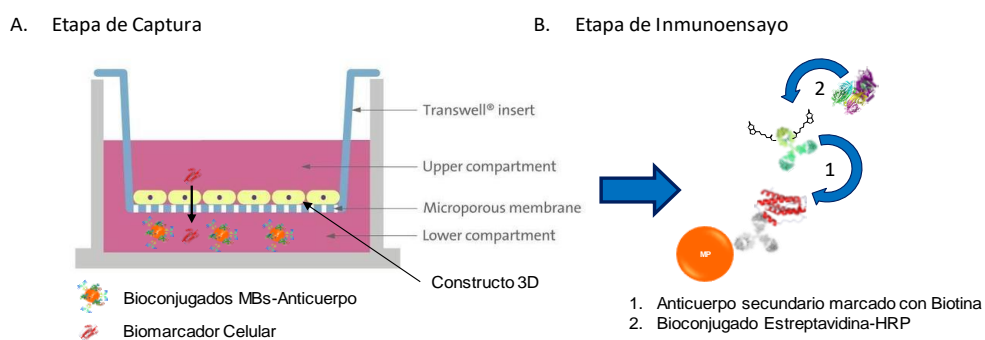 A. Etapa de Captura
B. Etapa de Inmunoensayo
Transwell® insert
Upper compartment
Microporous membrane
Lower compartment
Constructo 3D
Bioconjugados MBs-Anticuerpo
Biomarcador Celular
2
1
MP
1. Anticuerpo secundario marcado con Biotina
2. Bioconjugado Estreptavidina-HRP